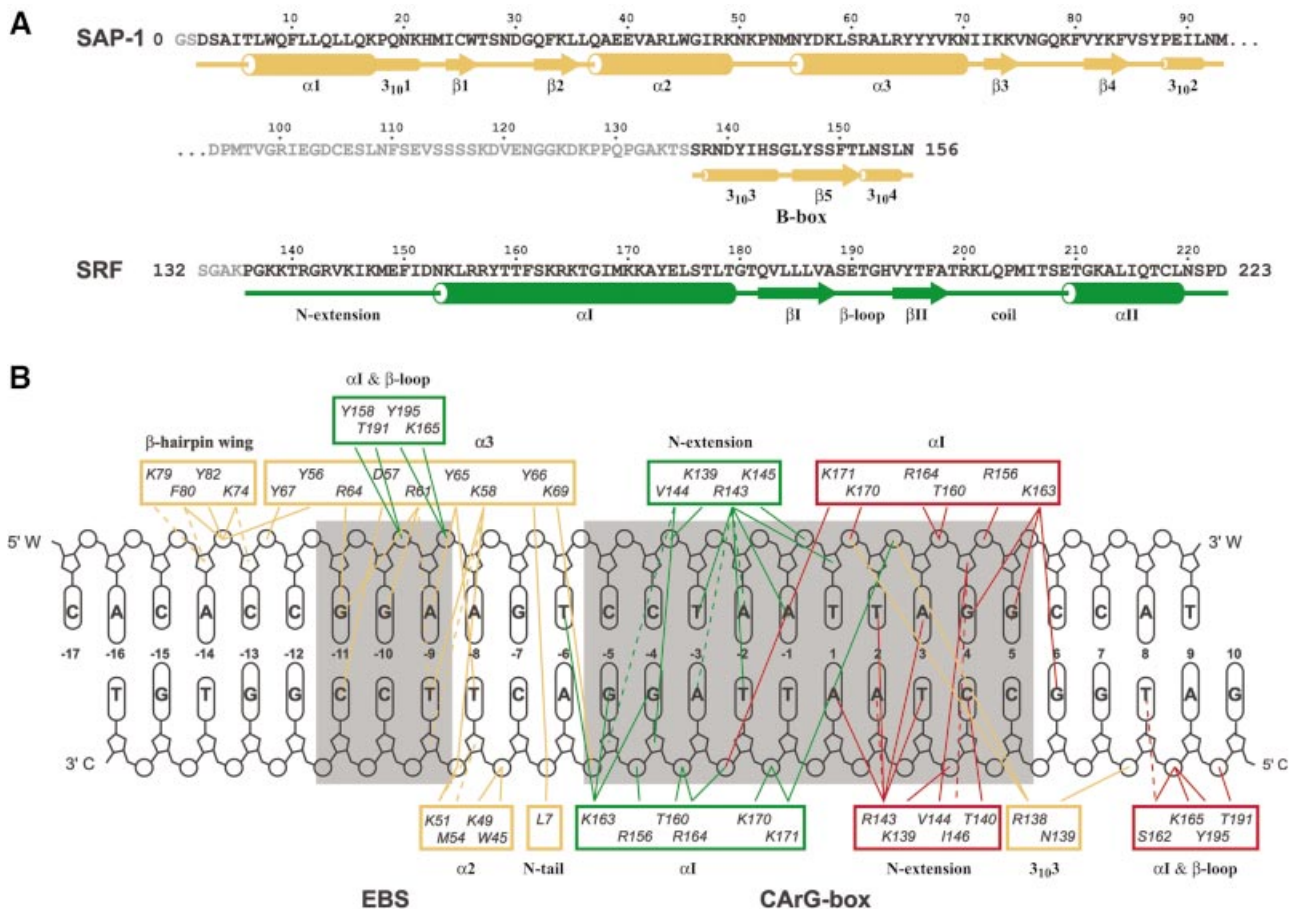 A
10 20 30 40 50 60 70 80 90
SAP-1 0 GSDSAITLWQFLLQLLQKPQNKHMICWTSNDGQFKLLQAEEVARLWGIRKNKPNMNYDKLSRALRYYYVKNIIKKVNGQKFVYKFVSYPEILNM...
α1 3₁₀1 β1 β2 α2 α3 β3 β4 3₁₀2
100 110 120 130 140 150
...DPMTVGRIEGDCESLNFSEVSSSSKDVENGGKDKPPQPGAKTSSRNDYIHSGLYSSFTLNSLN 156
3₁₀3 β5 3₁₀4
B-box
140 150 160 170 180 190 200 210 220
SRF 132 SGAKPGKKTRGRVKIKMEFIDNKLRRYTTFSKRKTGIMKKAYELSTLTGTQVLLLVASETGHVYTFATRKLQPMITSETGKALIQTCLNSPD 223
N-extension αI βI β-loop βII coil αII
B
αI & β-loop
Y158 Y195
T191 K165
β-hairpin wing α3 N-extension αI
K79 Y82 Y56 D57 Y65 Y66 K139 K145 K171 R164 R156
F80 K74 Y67 R64 R61 K58 K69 V144 R143 K170 T160 K163
5' W 3' W
C A C A C C G G A A G T C C T A A T T A G G C C A T
-17 -16 -15 -14 -13 -12 -11 -10 -9 -8 -7 -6 -5 -4 -3 -2 -1 1 2 3 4 5 6 7 8 9 10
T G T G G C C T T C A G G A T T A A T C C G G T A G
3' C 5' C
K51 K49 L7 K163 T160 K170 R143 V144 T140 R138 K165 T191
M54 W45 R156 R164 K171 K139 I146 N139 S162 Y195
α2 N-tail αI N-extension 3₁₀3 αI & β-loop
EBS CArG-box